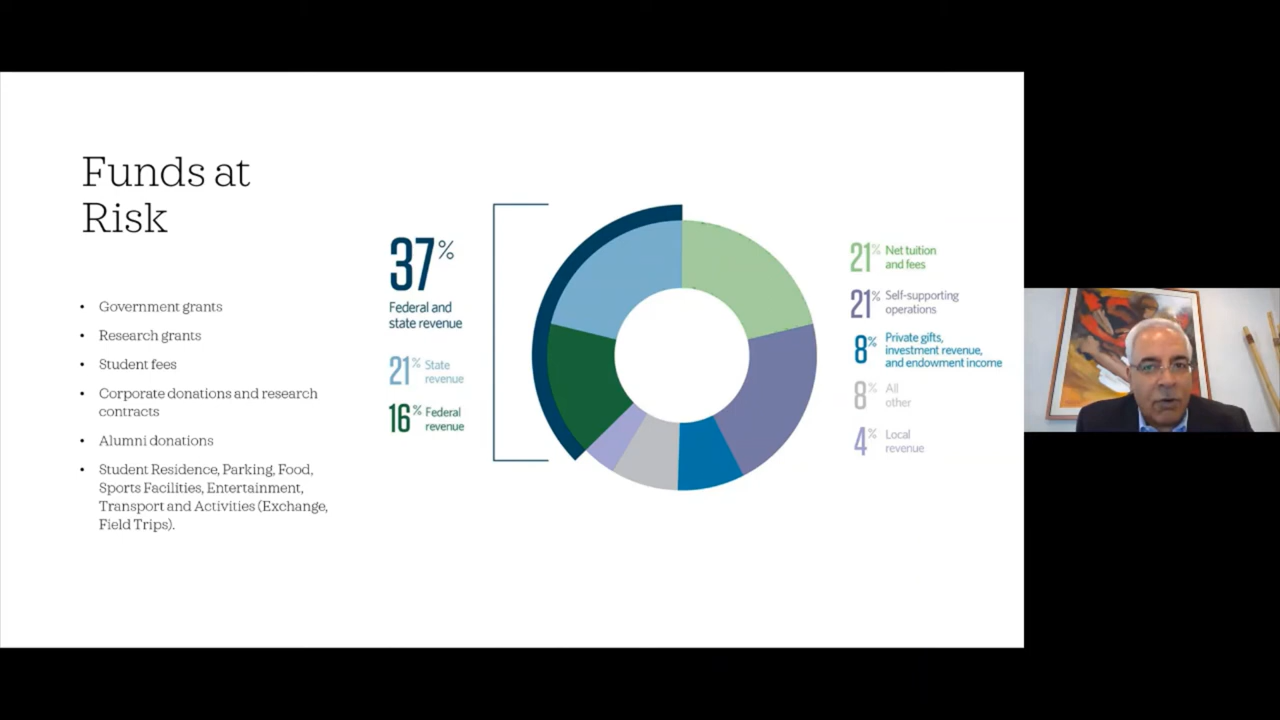 Funds at
Risk
• Government grants
• Research grants
• Student fees
• Corporate donations and research
contracts
• Alumni donations
• Student Residence, Parking, Food,
Sports Facilities, Entertainment,
Transport and Activities (Exchange,
Field Trips).
37%
Federal and
state revenue
21% State
revenue
16% Federal
revenue
21% Net tuition
and fees
21% Self-supporting
operations
8% Private gifts,
investment revenue,
and endowment income
8% All
other
4% Local
revenue